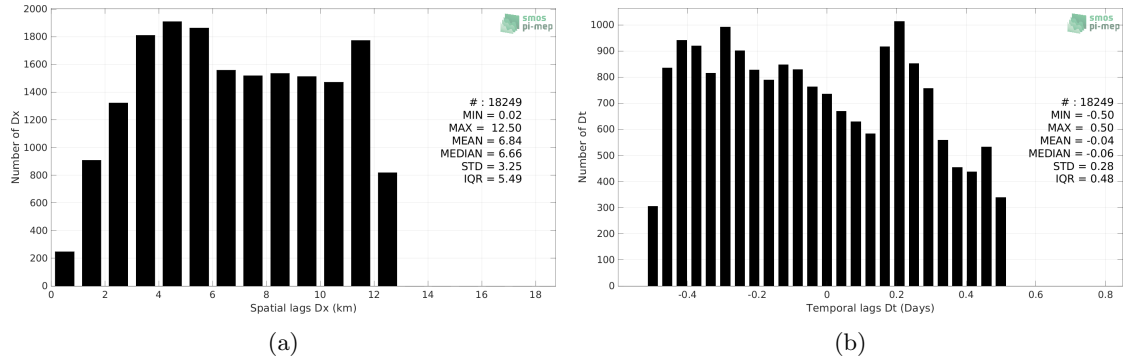 2000
1800
1600
1400
1200
1000
800
600
400
200
0
Number of Dx
0 2 4 6 8 10 12 14 16 18
Spatial lags Dx (km)
smos
pi-mep
# : 18249
MIN = 0.02
MAX = 12.50
MEAN = 6.84
MEDIAN = 6.66
STD = 3.25
IQR = 5.49
(a)
1000
900
800
700
600
500
400
300
200
100
0
Number of Dt
-0.4 -0.2 0 0.2 0.4 0.6 0.8
Temporal lags Dt (Days)
smos
pi-mep
# : 18249
MIN = -0.50
MAX = 0.50
MEAN = -0.04
MEDIAN = -0.06
STD = 0.28
IQR = 0.48
(b)